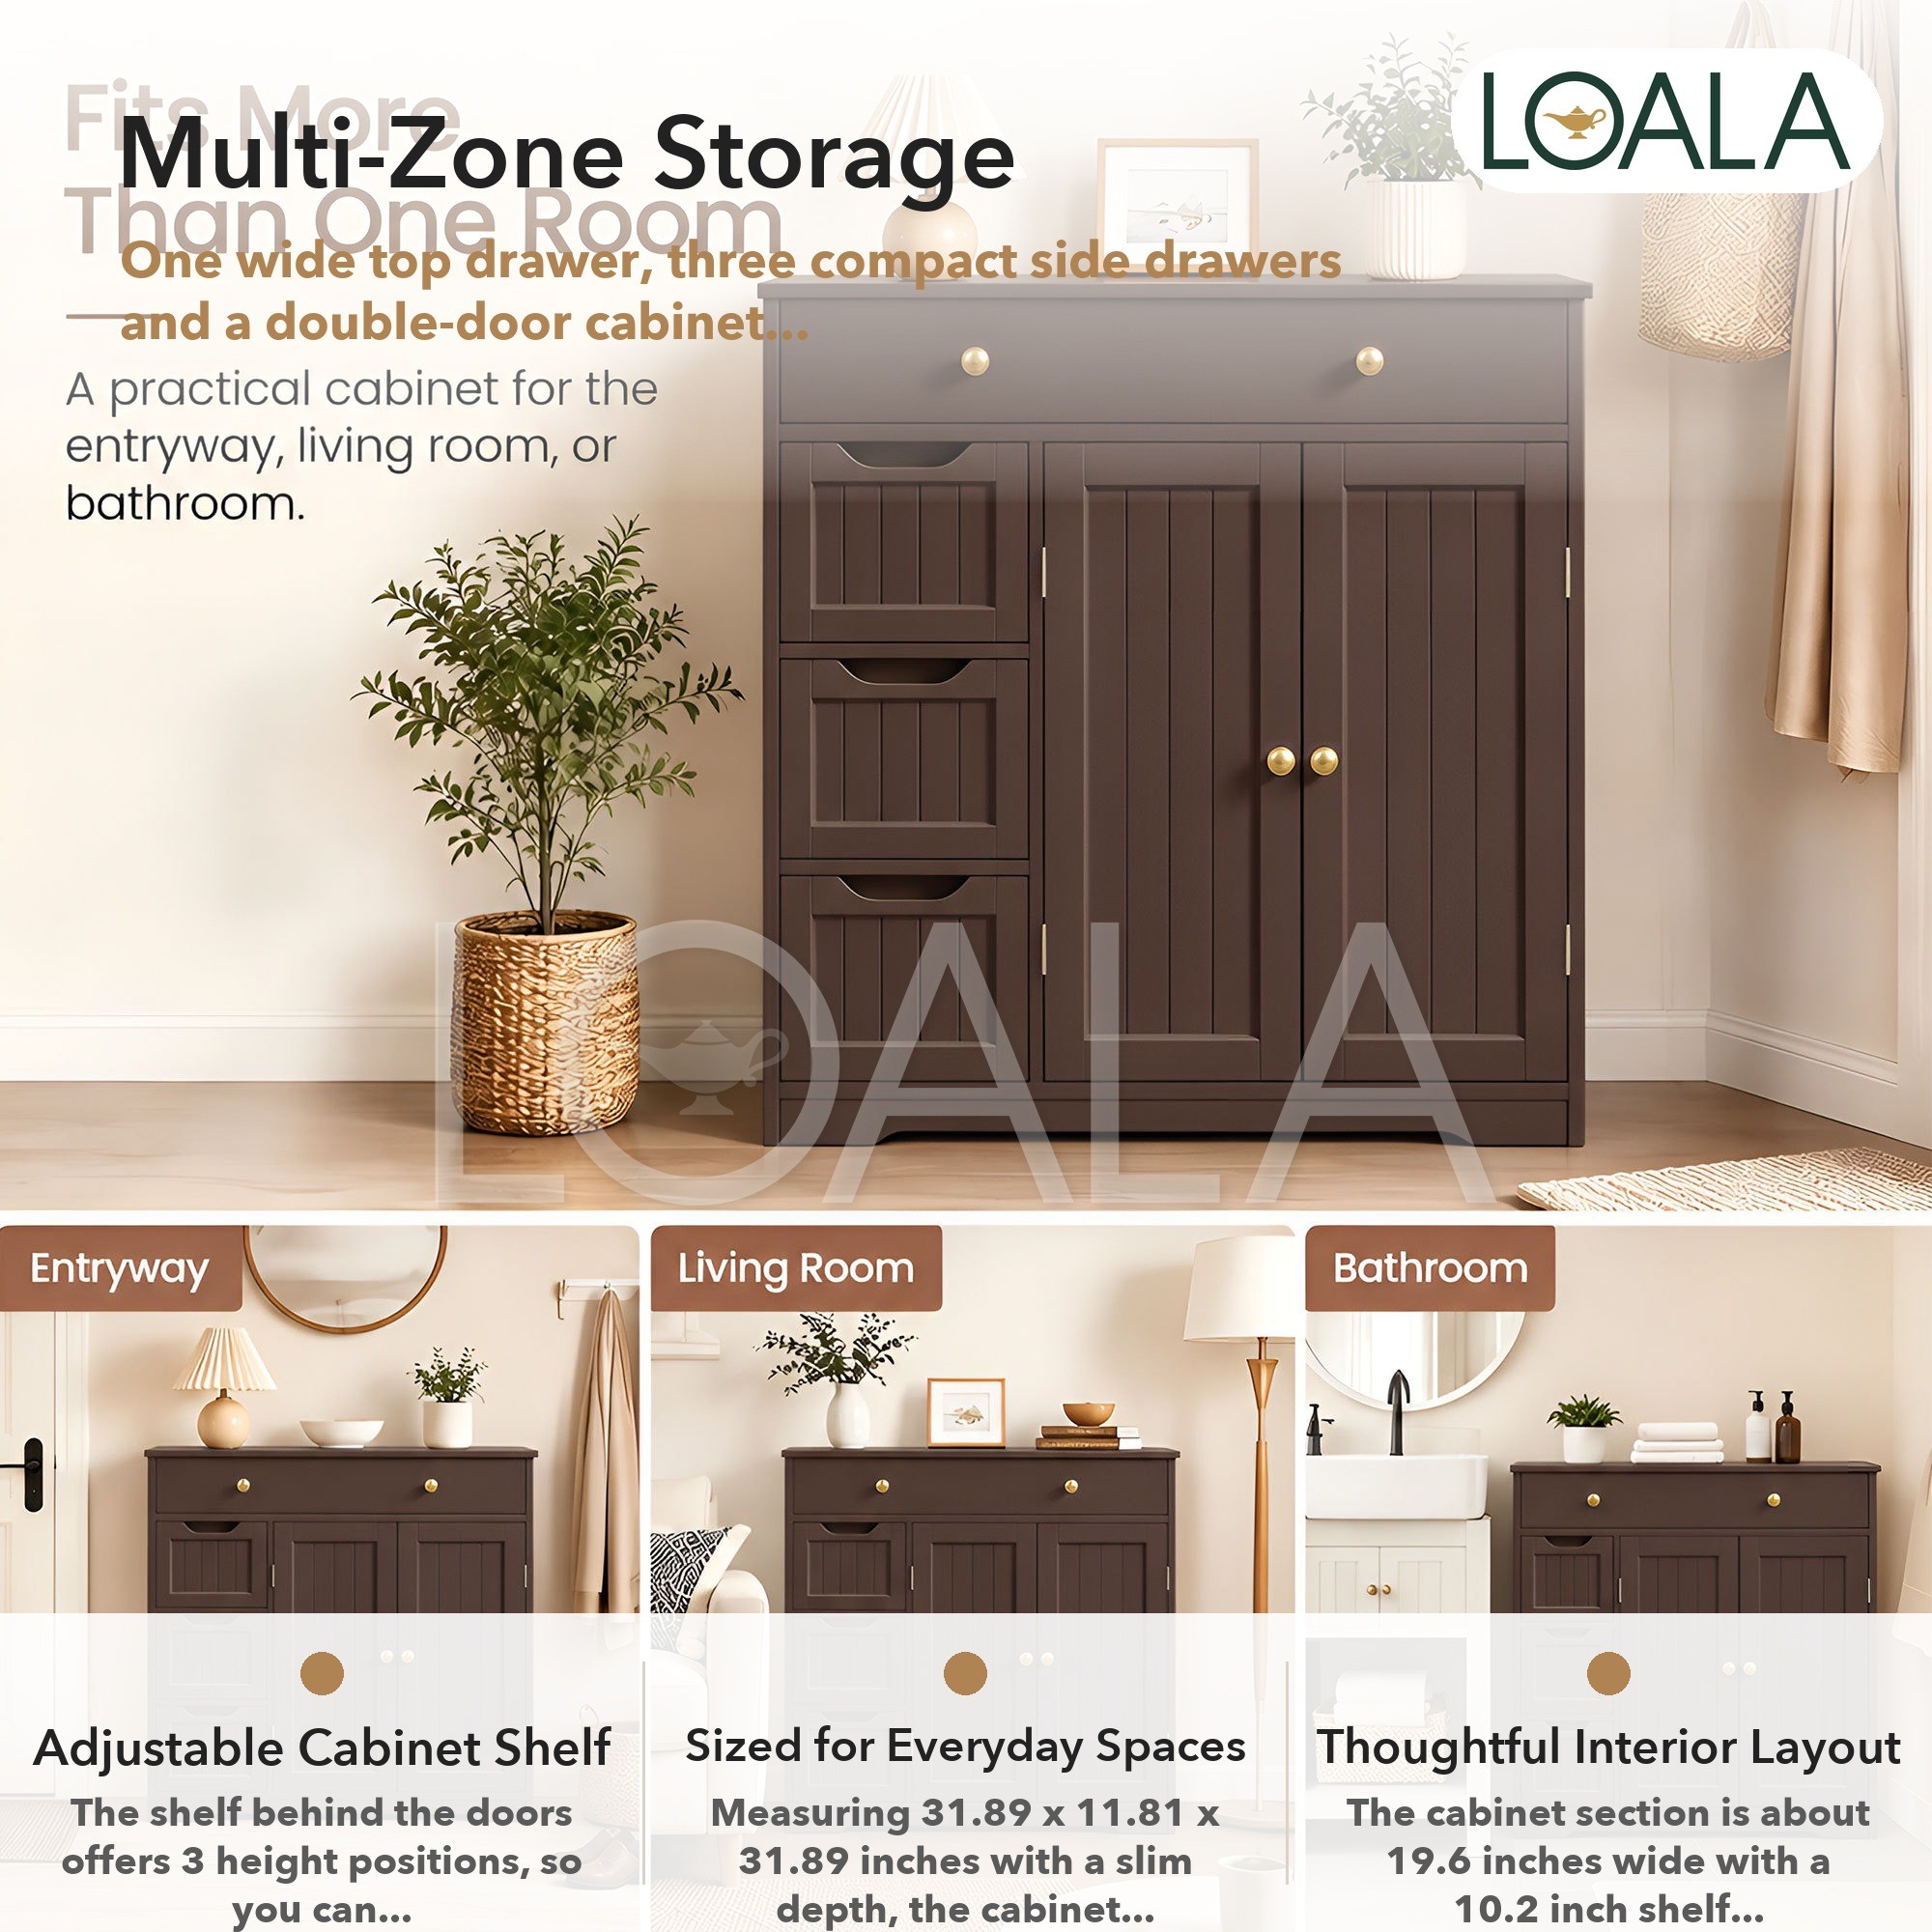 Fits More
Than One Room
Multi-Zone Storage
One wide top drawer, three compact side drawers
and a double-door cabinet...
A practical cabinet for the
entryway, living room, or
bathroom.
LOALA
LOALA
Entryway
Living Room
Bathroom
Adjustable Cabinet Shelf
The shelf behind the doors
offers 3 height positions, so
you can...
Sized for Everyday Spaces
Measuring 31.89 x 11.81 x
31.89 inches with a slim
depth, the cabinet...
Thoughtful Interior Layout
The cabinet section is about
19.6 inches wide with a
10.2 inch shelf...